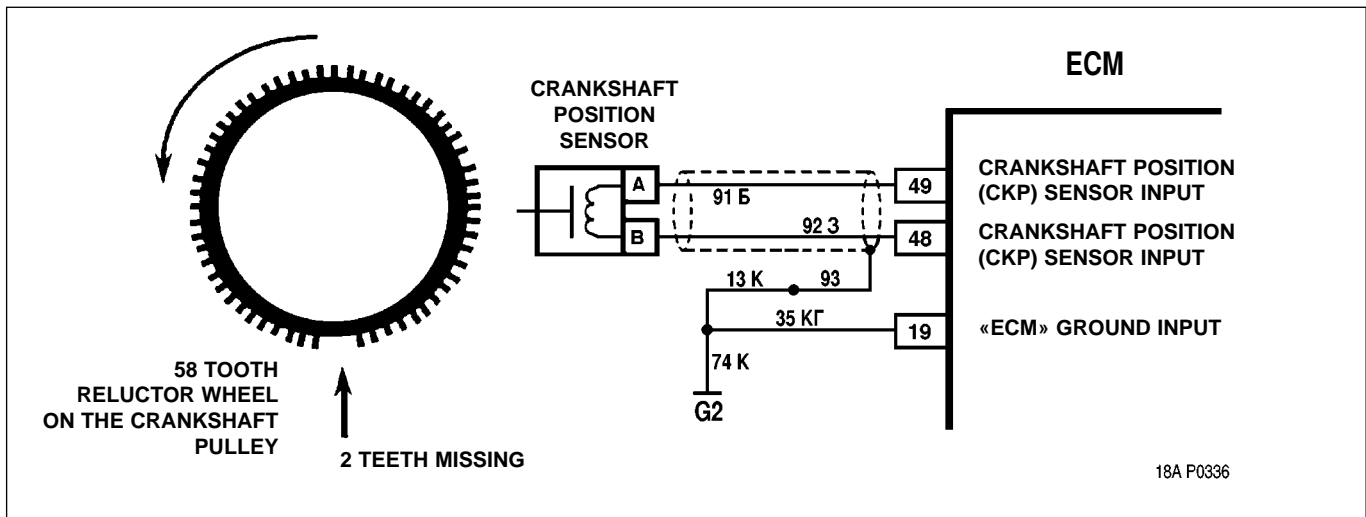 ECM
CRANKSHAFT
POSITION
SENSOR
A
B
91 Б
92 З
49
48
CRANKSHAFT POSITION
(CKP) SENSOR INPUT
CRANKSHAFT POSITION
(CKP) SENSOR INPUT
13 К
93
35 КГ
19
«ECM» GROUND INPUT
74 К
G2
58 TOOTH
RELUCTOR WHEEL
ON THE CRANKSHAFT
PULLEY
2 TEETH MISSING
18A P0336